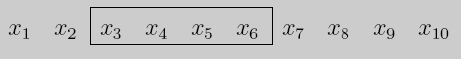 x₁ x₂ x₃ x₄ x₅ x₆ x₇ x₈ x₉ x₁₀